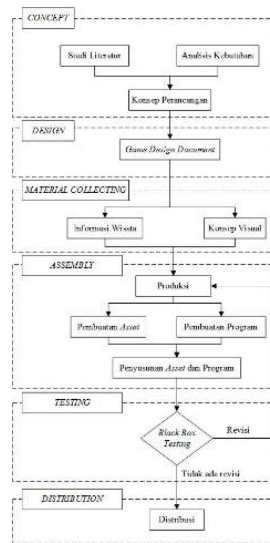 CONCEPT
Studi Literatur
Analisis Kebutuhan
Konsep Perancangan
DESIGN
Game Design Document
MATERIAL COLLECTING
Informasi Wisata
Konsep Visual
ASSEMBLY
Produksi
Pembuatan Asset
Pembuatan Program
Penyusunan Asset dan Program
TESTING
Black Box
Testing
Revisi
Tidak ada revisi
DISTRIBUTION
Distribusi